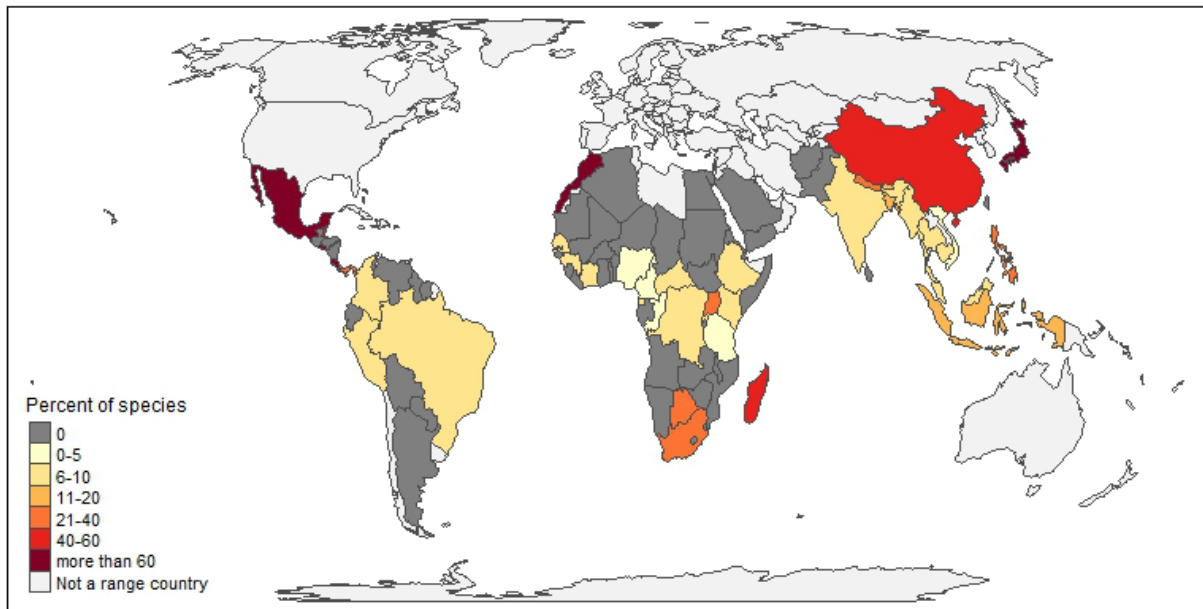 Percent of species
0
0-5
6-10
11-20
21-40
40-60
more than 60
Not a range country